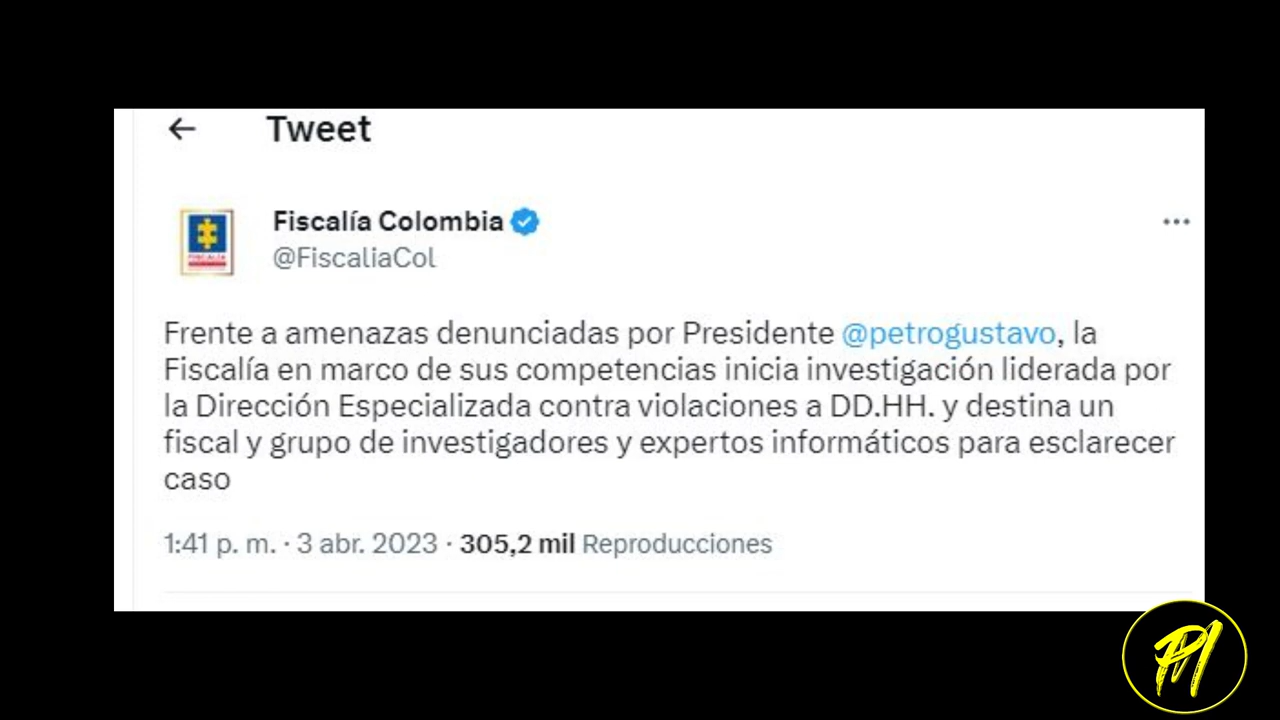 Tweet
Fiscalía Colombia
@FiscaliaCol
FISCALÍA
Frente a amenazas denunciadas por Presidente @petrogustavo, la
Fiscalía en marco de sus competencias inicia investigación liderada por
la Dirección Especializada contra violaciones a DD.HH. y destina un
fiscal y grupo de investigadores y expertos informáticos para esclarecer
caso
1:41 p. m. · 3 abr. 2023 · 305,2 mil Reproducciones